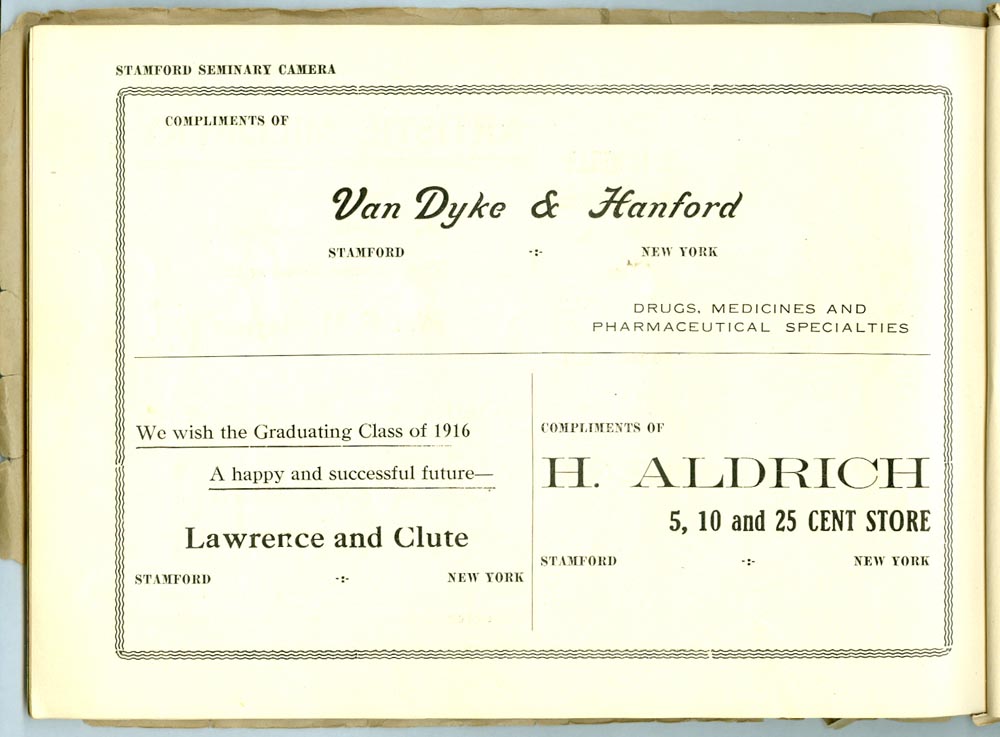 STAMFORD SEMINARY CAMERA
COMPLIMENTS OF
Van Dyke & Hanford
STAMFORD -:- NEW YORK
DRUGS, MEDICINES AND
PHARMACEUTICAL SPECIALTIES
We wish the Graduating Class of 1916
A happy and successful future—
Lawrence and Clute
STAMFORD -:- NEW YORK
COMPLIMENTS OF
H. ALDRICH
5, 10 and 25 CENT STORE
STAMFORD -:- NEW YORK